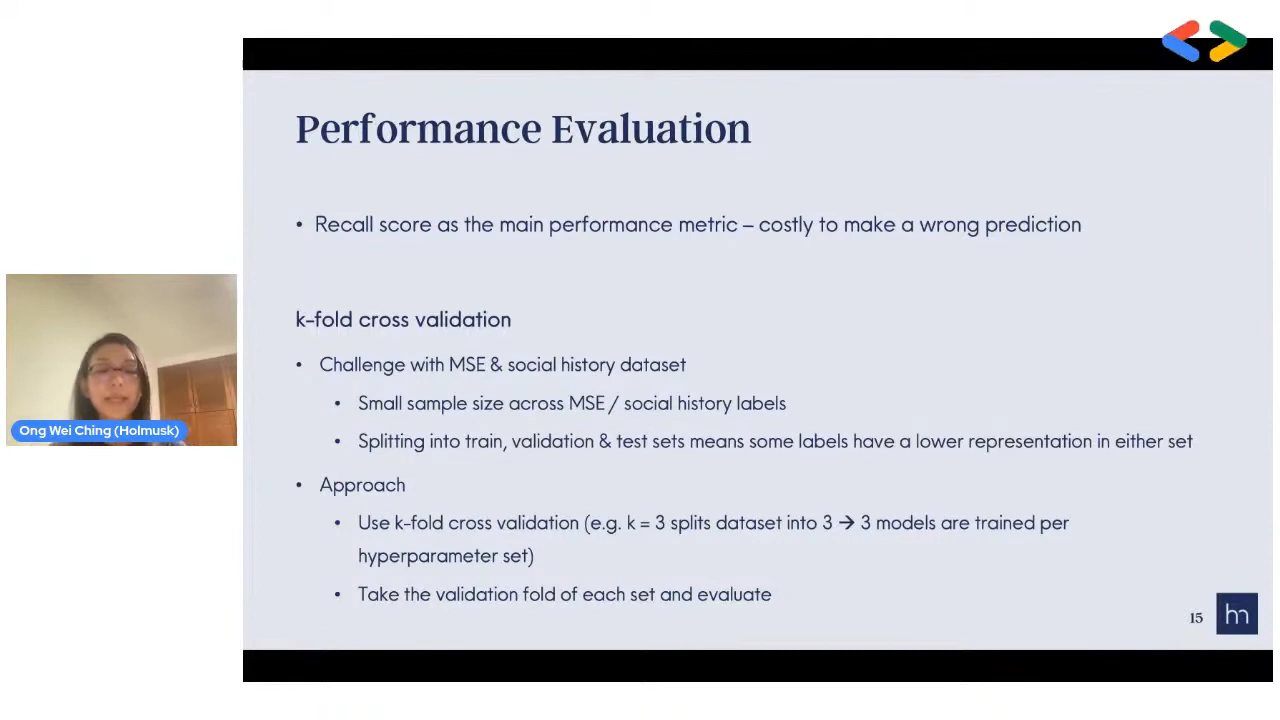 Performance Evaluation
• Recall score as the main performance metric – costly to make a wrong prediction
k-fold cross validation
• Challenge with MSE & social history dataset
• Small sample size across MSE / social history labels
• Splitting into train, validation & test sets means some labels have a lower representation in either set
• Approach
• Use k-fold cross validation (e.g. k = 3 splits dataset into 3 → 3 models are trained per
hyperparameter set)
• Take the validation fold of each set and evaluate
15
hm
Ong Wei Ching (Holmusk)